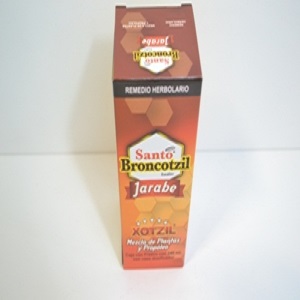 Santo
Broncotzil
Jarabe
REMEDIO HERBOLARIO
Santo
Broncotzil
Jarabe
XOTZIL
Mezcla de Plantas
y Propóleo